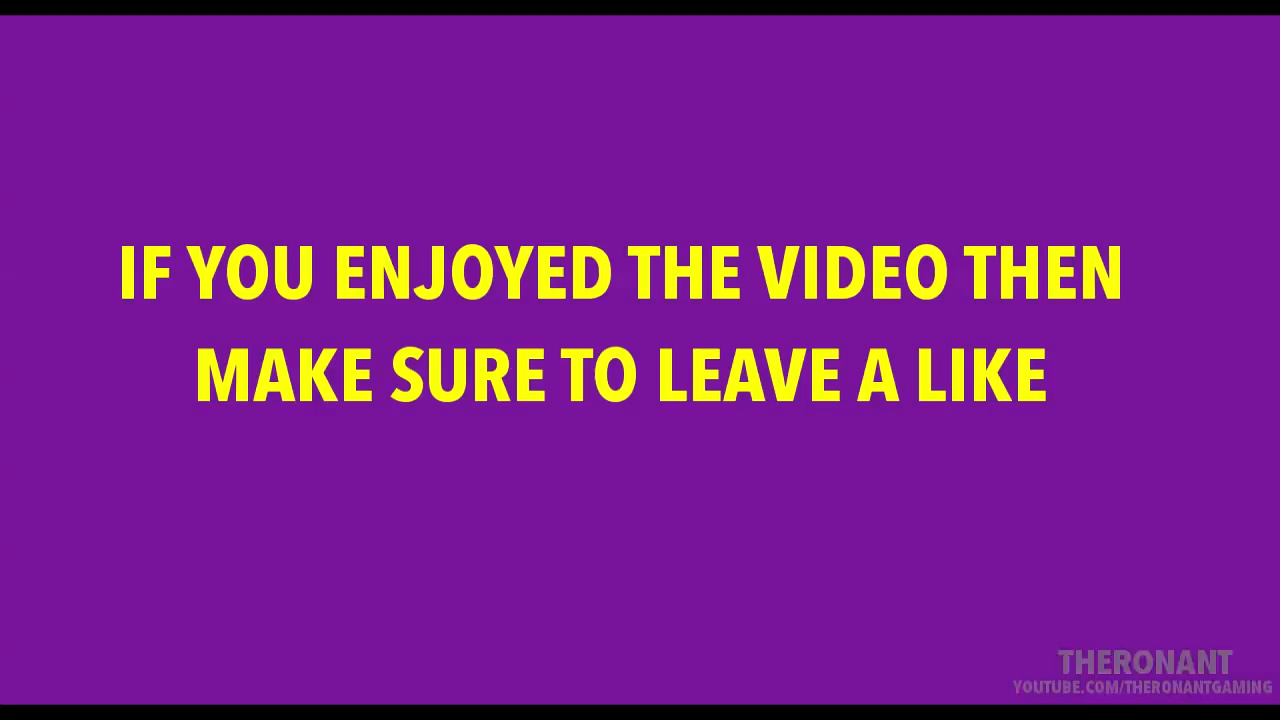 IF YOU ENJOYED THE VIDEO THEN
MAKE SURE TO LEAVE A LIKE
THERONANT
YOUTUBE.COM/THERONANTGAMING